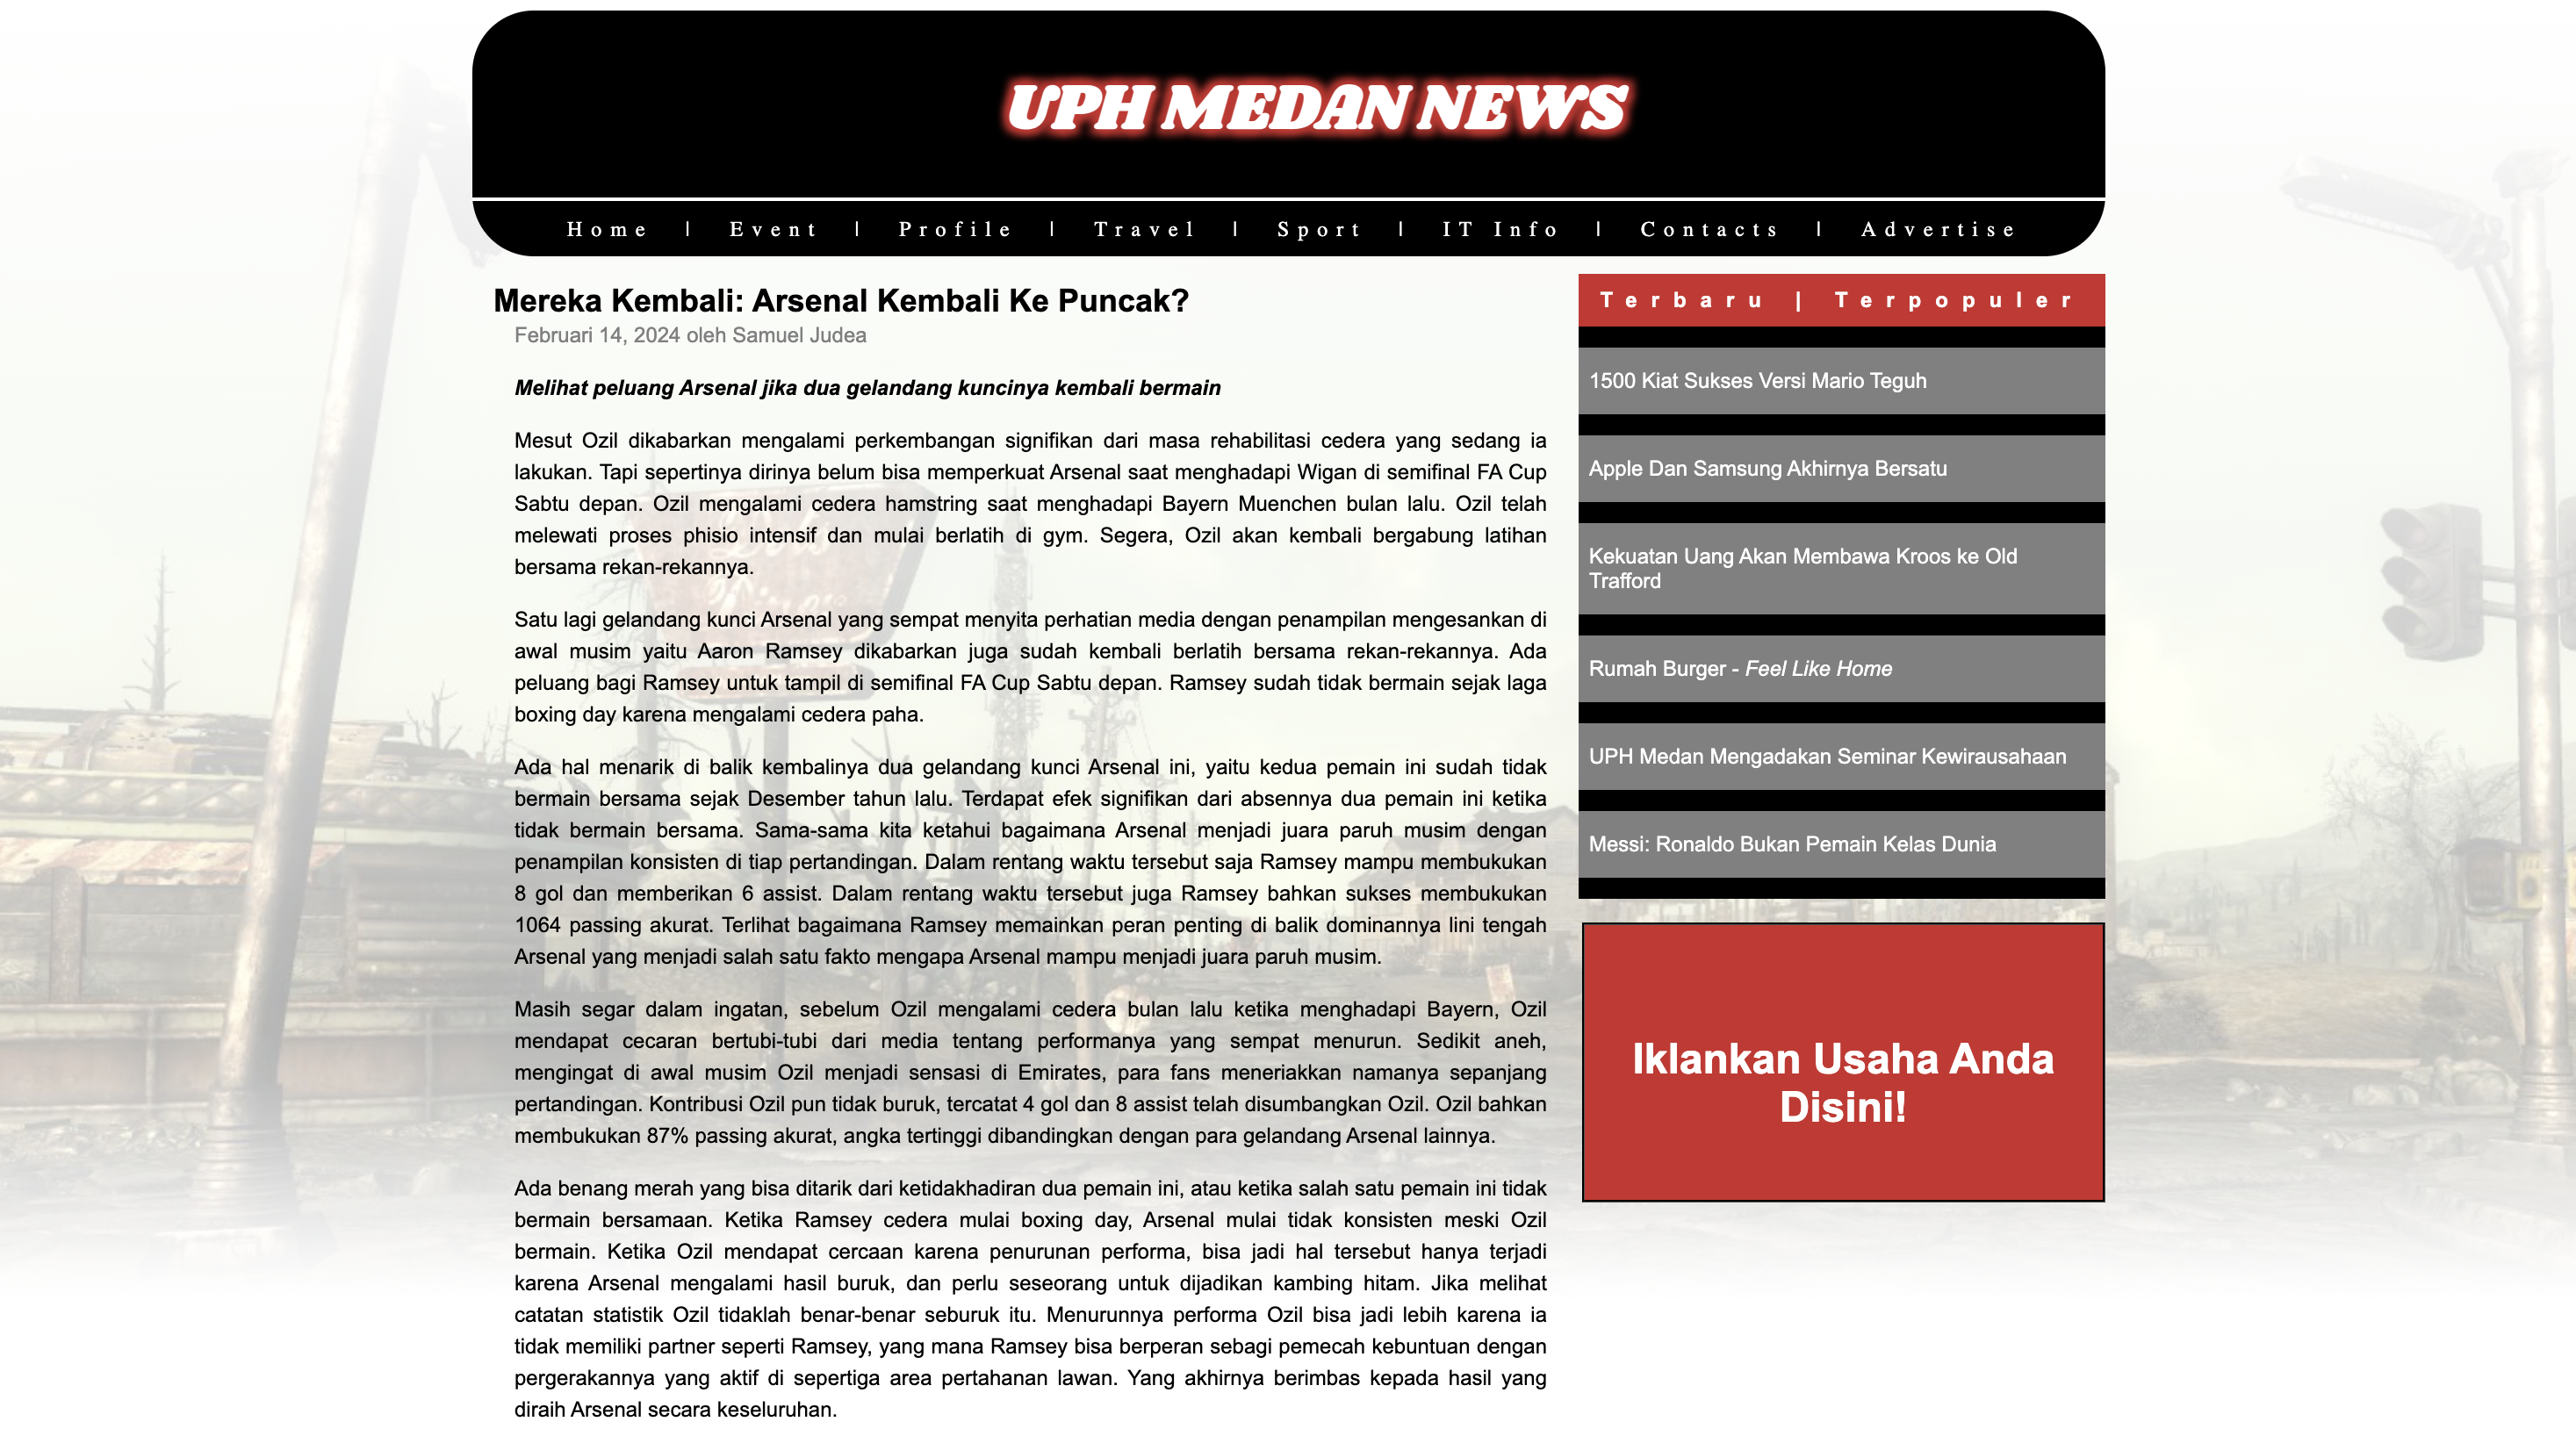 UPH MEDAN NEWS
Home | Event | Profile | Travel | Sport | IT Info | Contacts | Advertise
Mereka Kembali: Arsenal Kembali Ke Puncak?
Februari 14, 2024 oleh Samuel Judea
Melihat peluang Arsenal jika dua gelandang kuncinya kembali bermain
Mesut Ozil dikabarkan mengalami perkembangan signifikan dari masa rehabilitasi cedera yang sedang ia
lakukan. Tapi sepertinya dirinya belum bisa memperkuat Arsenal saat menghadapi Wigan di semifinal FA Cup
Sabtu depan. Ozil mengalami cedera hamstring saat menghadapi Bayern Muenchen bulan lalu. Ozil telah
melewati proses phisio intensif dan mulai berlatih di gym. Segera, Ozil akan kembali bergabung latihan
bersama rekan-rekannya.
Satu lagi gelandang kunci Arsenal yang sempat menyita perhatian media dengan penampilan mengesankan di
awal musim yaitu Aaron Ramsey dikabarkan juga sudah kembali berlatih bersama rekan-rekannya. Ada
peluang bagi Ramsey untuk tampil di semifinal FA Cup Sabtu depan. Ramsey sudah tidak bermain sejak laga
boxing day karena mengalami cedera paha.
Ada hal menarik di balik kembalinya dua gelandang kunci Arsenal ini, yaitu kedua pemain ini sudah tidak
bermain bersama sejak Desember tahun lalu. Terdapat efek signifikan dari absennya dua pemain ini ketika
tidak bermain bersama. Sama-sama kita ketahui bagaimana Arsenal menjadi juara paruh musim dengan
penampilan konsisten di tiap pertandingan. Dalam rentang waktu tersebut saja Ramsey mampu membukukan
8 gol dan memberikan 6 assist. Dalam rentang waktu tersebut juga Ramsey bahkan sukses membukukan
1064 passing akurat. Terlihat bagaimana Ramsey memainkan peran penting di balik dominannya lini tengah
Arsenal yang menjadi salah satu fakto mengapa Arsenal mampu menjadi juara paruh musim.
Masih segar dalam ingatan, sebelum Ozil mengalami cedera bulan lalu ketika menghadapi Bayern, Ozil
mendapat cecaran bertubi-tubi dari media tentang performanya yang sempat menurun. Sedikit aneh,
mengingat di awal musim Ozil menjadi sensasi di Emirates, para fans meneriakkan namanya sepanjang
pertandingan. Kontribusi Ozil pun tidak buruk, tercatat 4 gol dan 8 assist telah disumbangkan Ozil. Ozil bahkan
membukukan 87% passing akurat, angka tertinggi dibandingkan dengan para gelandang Arsenal lainnya.
Ada benang merah yang bisa ditarik dari ketidakhadiran dua pemain ini, atau ketika salah satu pemain ini tidak
bermain bersamaan. Ketika Ramsey cedera mulai boxing day, Arsenal mulai tidak konsisten meski Ozil
bermain. Ketika Ozil mendapat cercaan karena penurunan performa, bisa jadi hal tersebut hanya terjadi
karena Arsenal mengalami hasil buruk, dan perlu seseorang untuk dijadikan kambing hitam. Jika melihat
catatan statistik Ozil tidaklah benar-benar seburuk itu. Menurunnya performa Ozil bisa jadi lebih karena ia
tidak memiliki partner seperti Ramsey, yang mana Ramsey bisa berperan sebagi pemecah kebuntuan dengan
pergerakannya yang aktif di sepertiga area pertahanan lawan. Yang akhirnya berimbas kepada hasil yang
diraih Arsenal secara keseluruhan.
Terbaru | Terpopuler
1500 Kiat Sukses Versi Mario Teguh
Apple Dan Samsung Akhirnya Bersatu
Kekuatan Uang Akan Membawa Kroos ke Old
Trafford
Rumah Burger - Feel Like Home
UPH Medan Mengadakan Seminar Kewirausahaan
Messi: Ronaldo Bukan Pemain Kelas Dunia
Iklankan Usaha Anda
Disini!